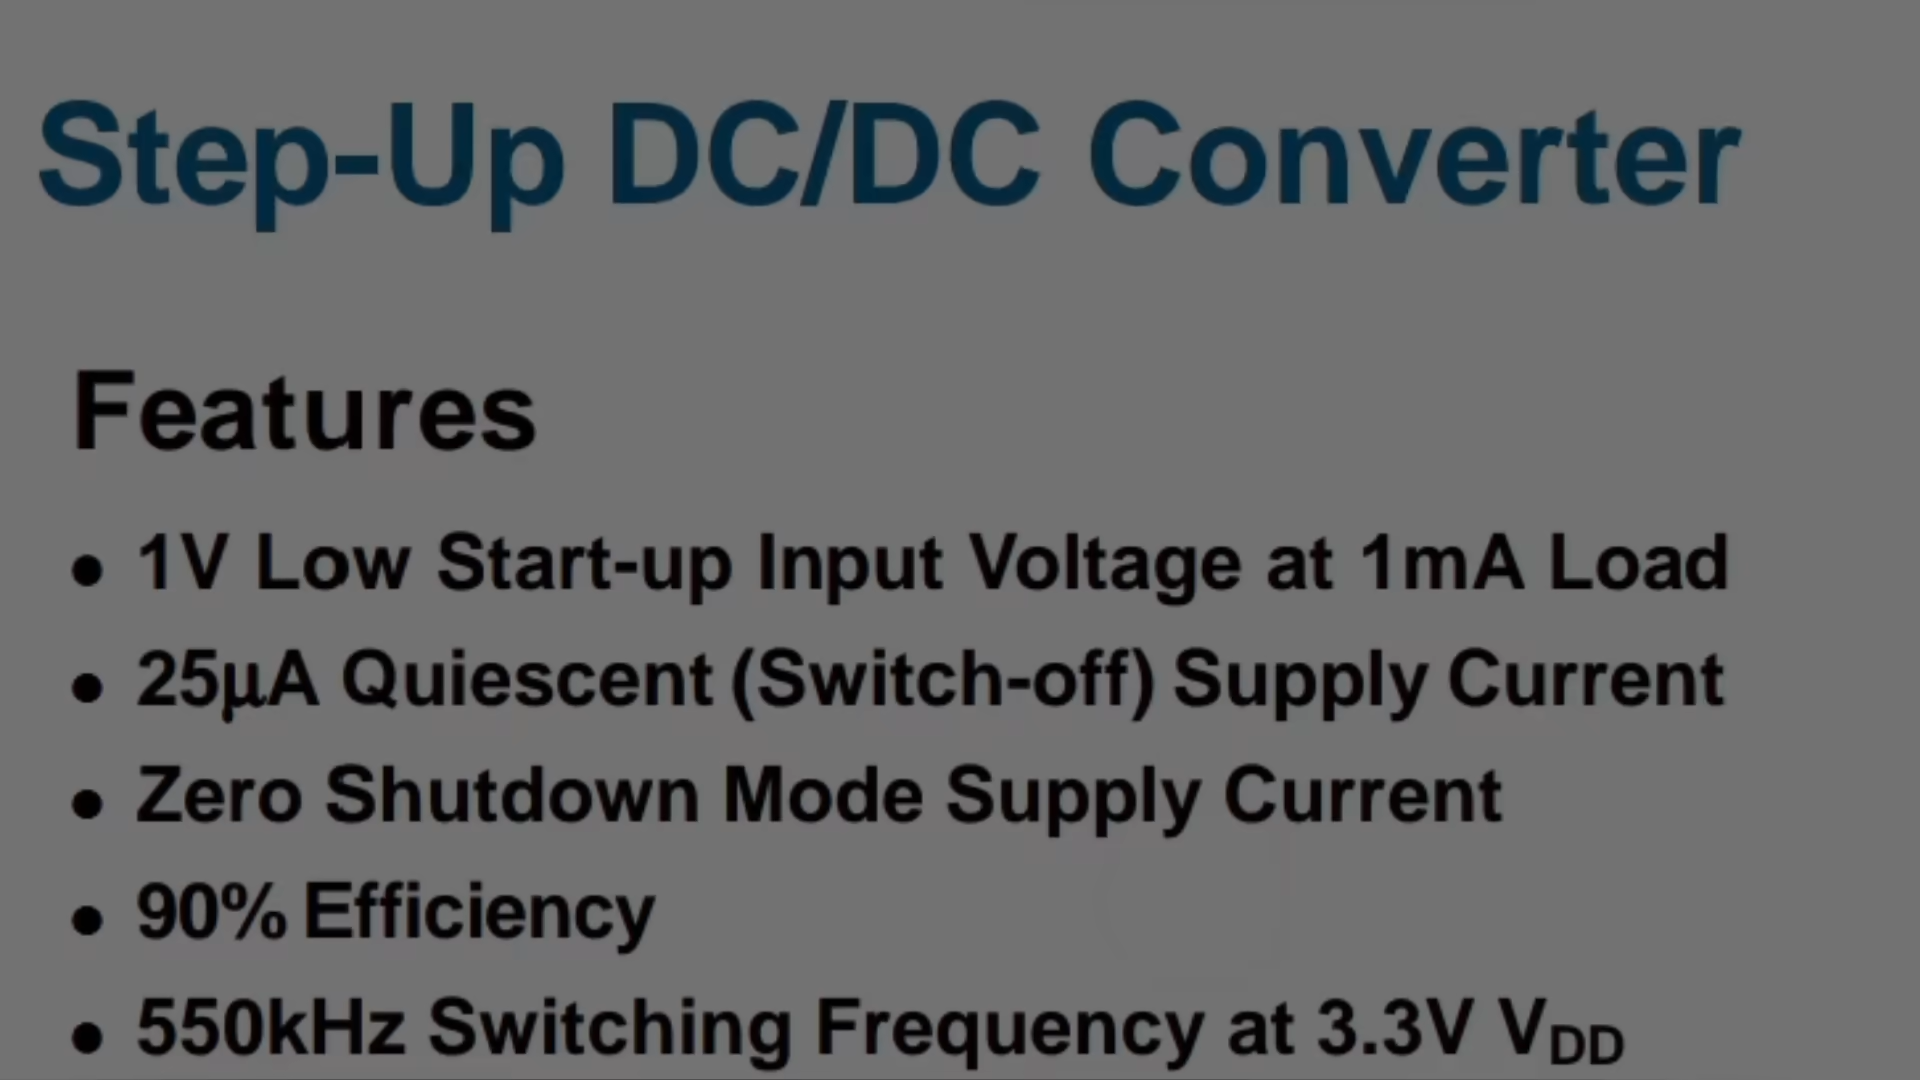 Step-Up DC/DC Converter
Features
● 1V Low Start-up Input Voltage at 1mA Load
● 25μA Quiescent (Switch-off) Supply Current
● Zero Shutdown Mode Supply Current
● 90% Efficiency
● 550kHz Switching Frequency at 3.3V VDD